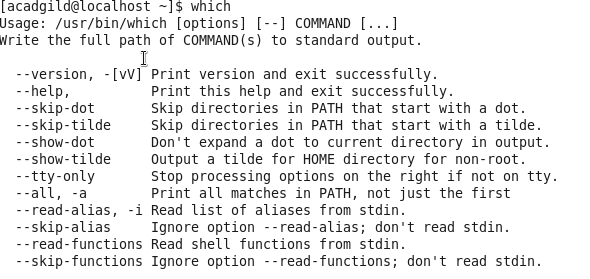 [acadgild@localhost ~]$ which
Usage: /usr/bin/which [options] [--] COMMAND [...]
Write the full path of COMMAND(s) to standard output.

  --version, -[vV] Print version and exit successfully.
  --help,          Print this help and exit successfully.
  --skip-dot       Skip directories in PATH that start with a dot.
  --skip-tilde     Skip directories in PATH that start with a tilde.
  --show-dot       Don't expand a dot to current directory in output.
  --show-tilde     Output a tilde for HOME directory for non-root.
  --tty-only       Stop processing options on the right if not on tty.
  --all, -a        Print all matches in PATH, not just the first
  --read-alias, -i Read list of aliases from stdin.
  --skip-alias     Ignore option --read-alias; don't read stdin.
  --read-functions Read shell functions from stdin.
  --skip-functions Ignore option --read-functions; don't read stdin.